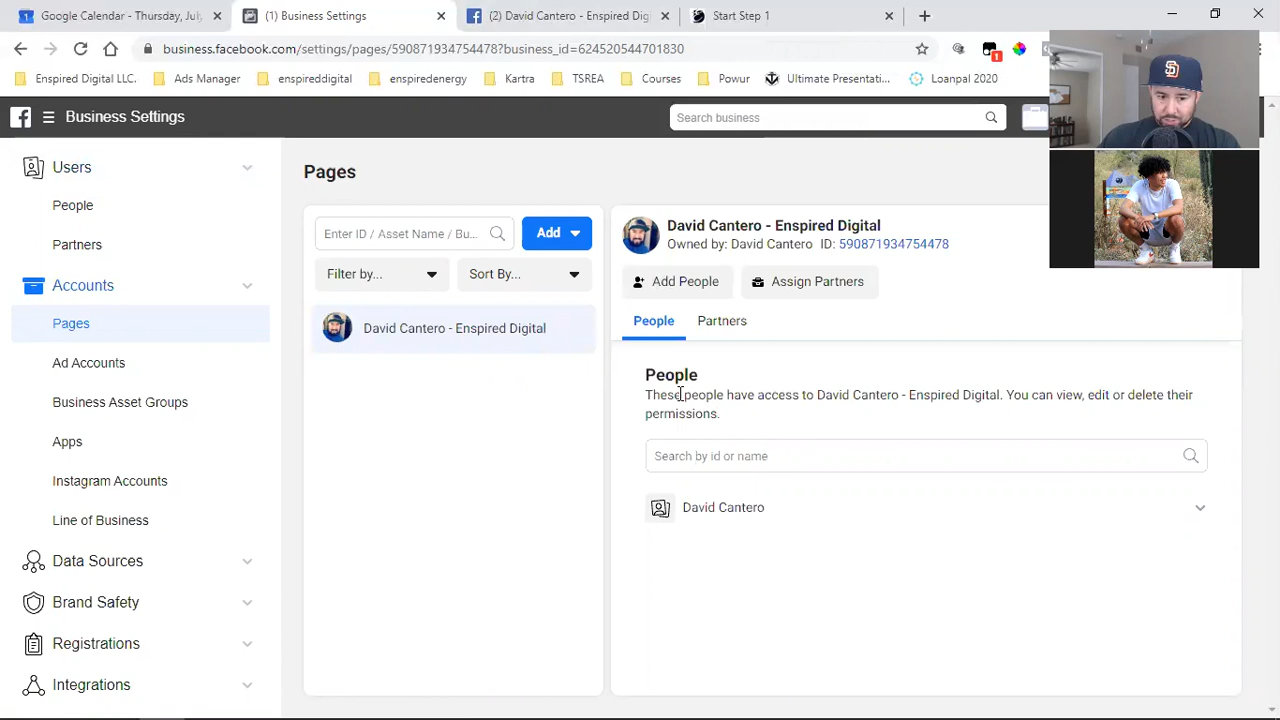 Google Calendar - Thursday, July
(1) Business Settings
(2) David Cantero - Enspired Digi
Start Step 1
business.facebook.com/settings/pages/590871934754478?business_id=624520544701830
1
Enspired Digital LLC.
Ads Manager
enspireddigital
enspiredenergy
Kartra
TSREA
Courses
Powur
Ultimate Presentati...
Loanpal 2020
Business Settings
Search business
Users
People
Partners
Accounts
Pages
Ad Accounts
Business Asset Groups
Apps
Instagram Accounts
Line of Business
Data Sources
Brand Safety
Registrations
Integrations
Pages
Enter ID / Asset Name / Bu...
Add
Filter by...
Sort By...
David Cantero - Enspired Digital
David Cantero - Enspired Digital
Owned by: David Cantero ID: 590871934754478
Add People
Assign Partners
People
Partners
People
These people have access to David Cantero - Enspired Digital. You can view, edit or delete their
permissions.
Search by id or name
David Cantero